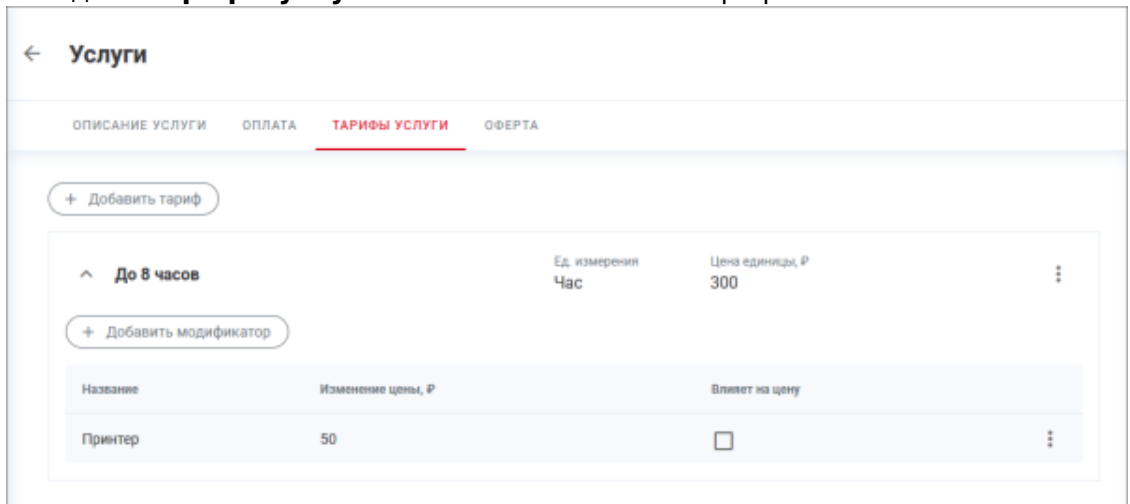 ← Услуги
ОПИСАНИЕ УСЛУГИ ОПЛАТА ТАРИФЫ УСЛУГИ ОФЕРТА
+ Добавить тариф
До 8 часов Ед. измерения Час Цена единицы, ₽ 300
+ Добавить модификатор
Название Изменение цены, ₽ Влияет на цену
Принтер 50